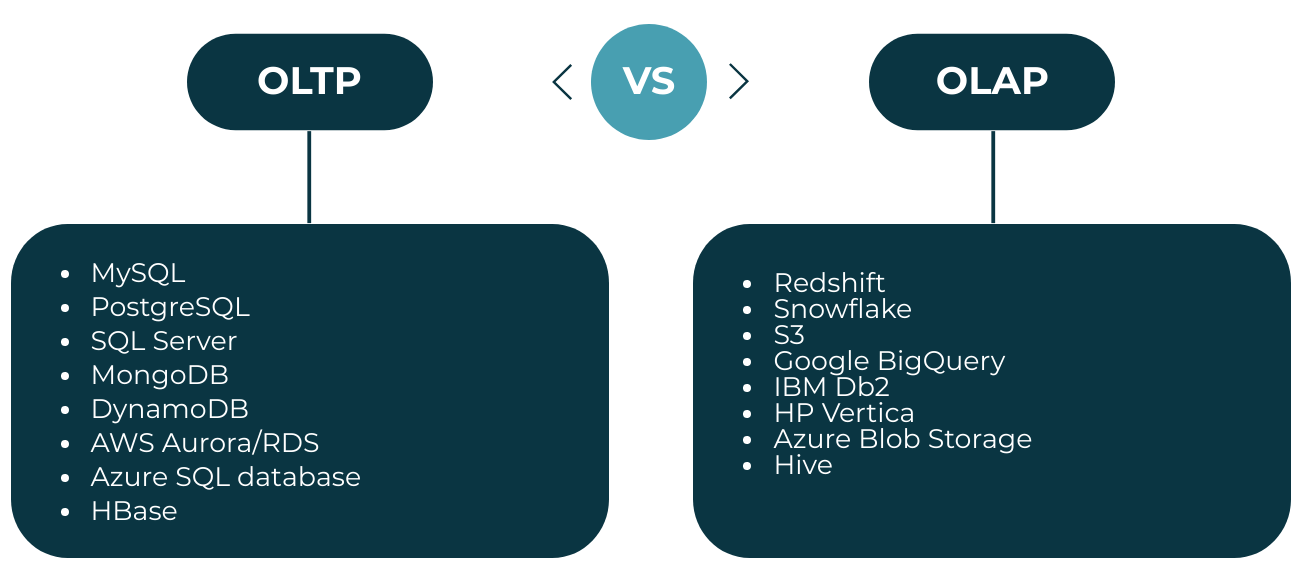 OLTP
VS
OLAP
MySQL
PostgreSQL
SQL Server
MongoDB
DynamoDB
AWS Aurora/RDS
Azure SQL database
HBase
Redshift
Snowflake
S3
Google BigQuery
IBM Db2
HP Vertica
Azure Blob Storage
Hive